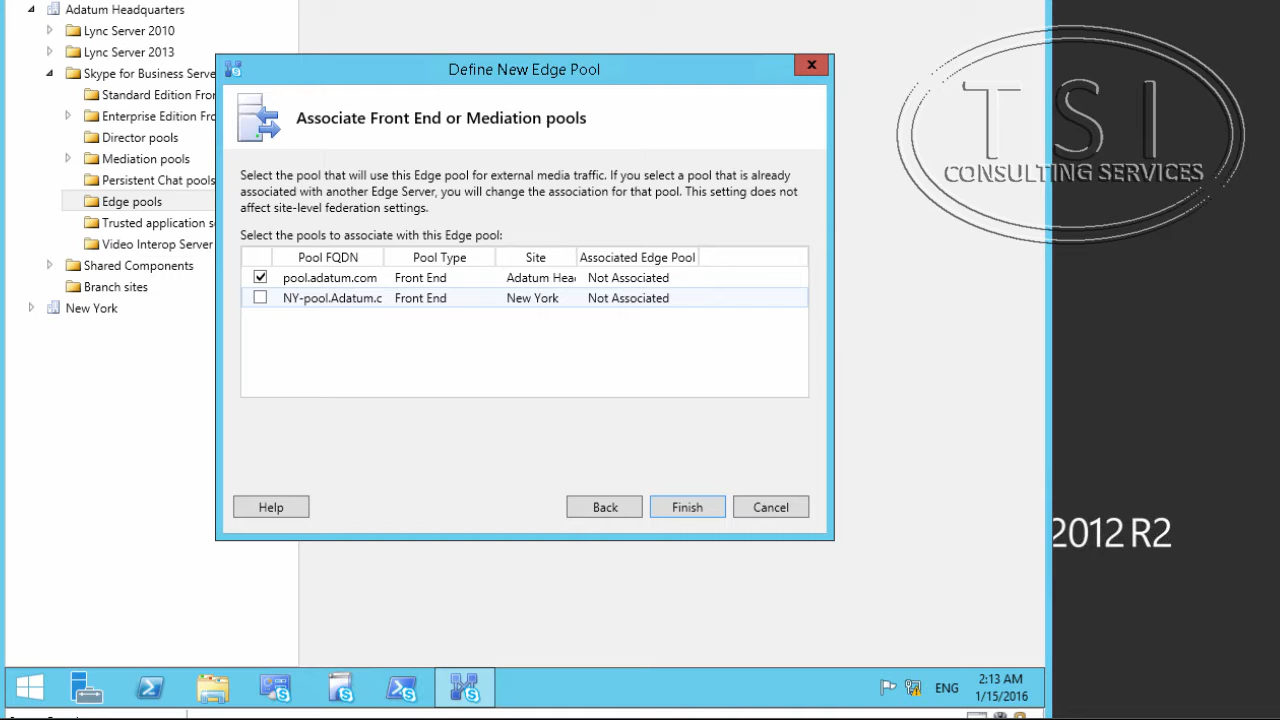 Adatum Headquarters
Lync Server 2010
Lync Server 2013
Skype for Business Serve
Standard Edition Fron
Enterprise Edition Fro
Director pools
Mediation pools
Persistent Chat pools
Edge pools
Trusted application s
Video Interop Server
Shared Components
Branch sites
New York
Define New Edge Pool
X
Associate Front End or Mediation pools
Select the pool that will use this Edge pool for external media traffic. If you select a pool that is already
associated with another Edge Server, you will change the association for that pool. This setting does not
affect site-level federation settings.
Select the pools to associate with this Edge pool:
Pool FQDN Pool Type Site Associated Edge Pool
pool.adatum.com Front End Adatum Hea Not Associated
NY-pool.Adatum.c Front End New York Not Associated
Help Back Finish Cancel
TSI
CONSULTING SERVICES
2012 R2
ENG
2:13 AM
1/15/2016